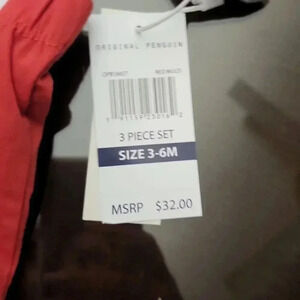 ORIGINAL PENGUIN
3 PIECE SET
SIZE 3-6M
MSRP $32.00